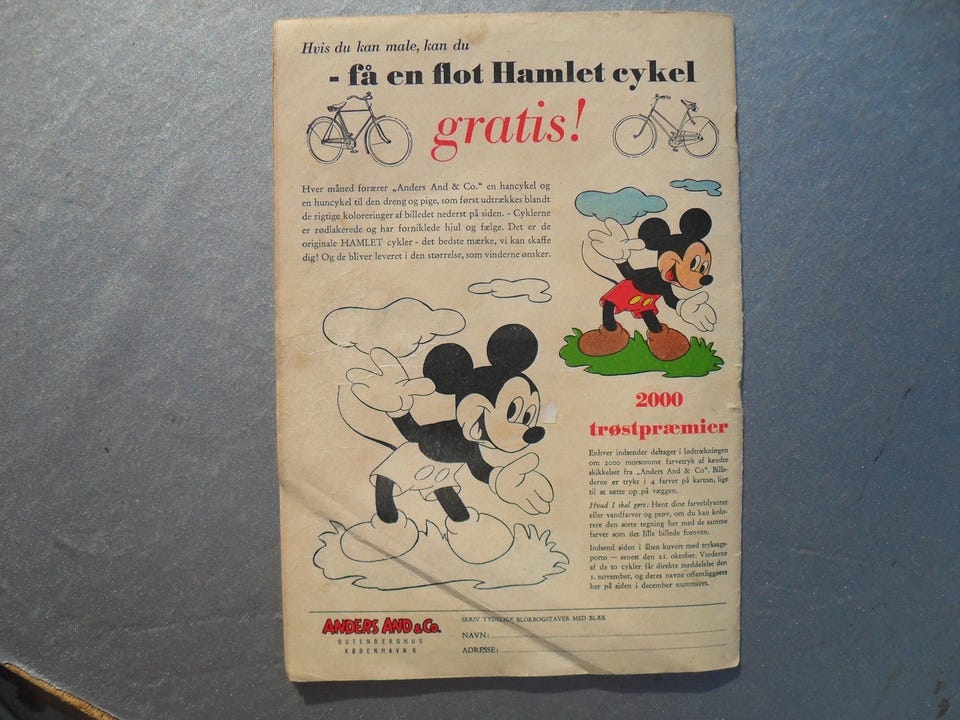 Hvis du kan male, kan du
- få en flot Hamlet cykel
gratis!
Hver måned forærer „Anders And & Co.“ en hancykel og
en huncykel til den dreng og pige, som først udtrækkes blandt
de rigtige koloreringer af billedet nederst på siden. - Cyklerne
er rødlakerede og har forniklede hjul og fælge. Det er de
originale HAMLET cykler - det bedste mærke, vi kan skaffe
dig! Og de bliver leveret i den størrelse, som vinderne ønsker.
2000
trøstpræmier
Enhver indsender deltager i lodtrækningen
om 2000 morsomme farvetryk af kendte
skikkelser fra „Anders And & Co“. Bille-
derne er trykt i 4 farver på karton, lige
til at sætte op på væggen.
Hvad I skal gøre: Hent dine farveblyanter
eller vandfarver og prøv, om du kan kolo-
rere den sorte tegning her med de samme
farver som det lille billede foroven.
Indsend siden i åben kuvert med tryksags-
porto — senest den 21. oktober. Vinderne
af de to cykler får direkte meddelelse den
1. november, og deres navne offentliggøres
her på siden i december nummeret.
ANDERS AND & Co.
GUTENBERGHUS
KØBENHAVN K
SKRIV TYDELIGE BLOKBOGSTAVER MED BLÆK
NAVN:
ADRESSE: